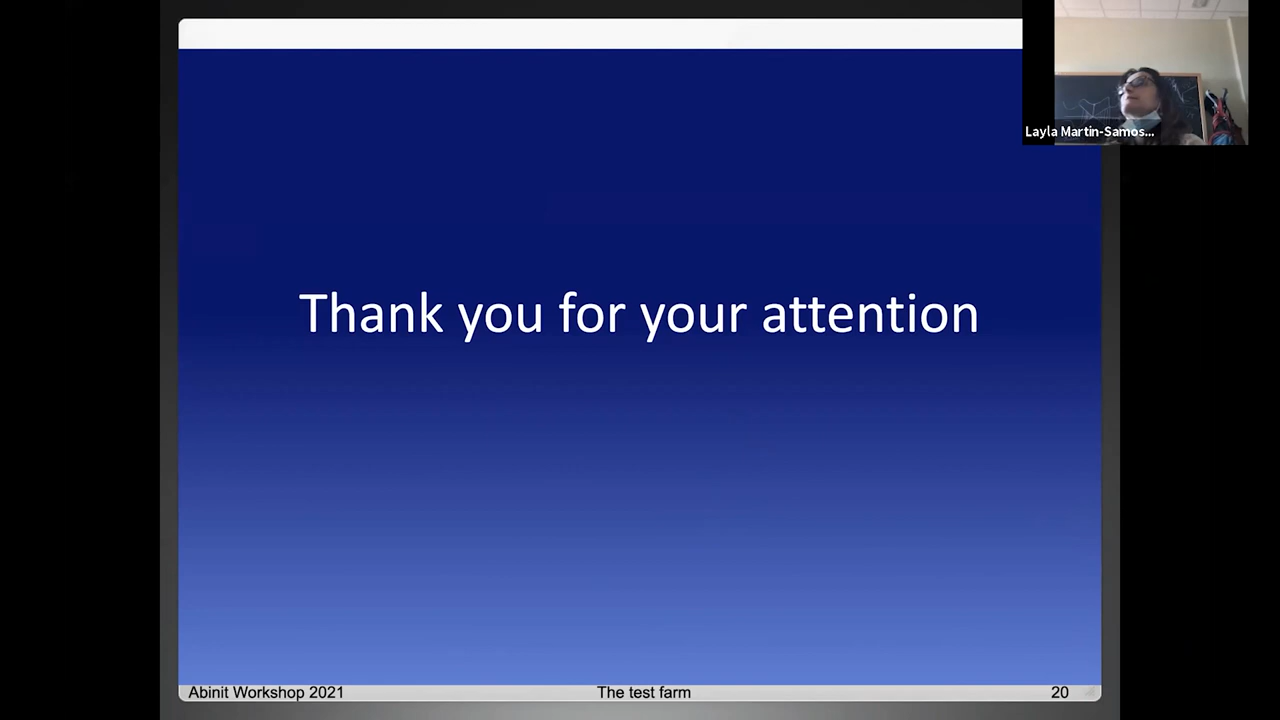 Layla Martin-Samos...
Thank you for your attention
Abinit Workshop 2021
The test farm
20